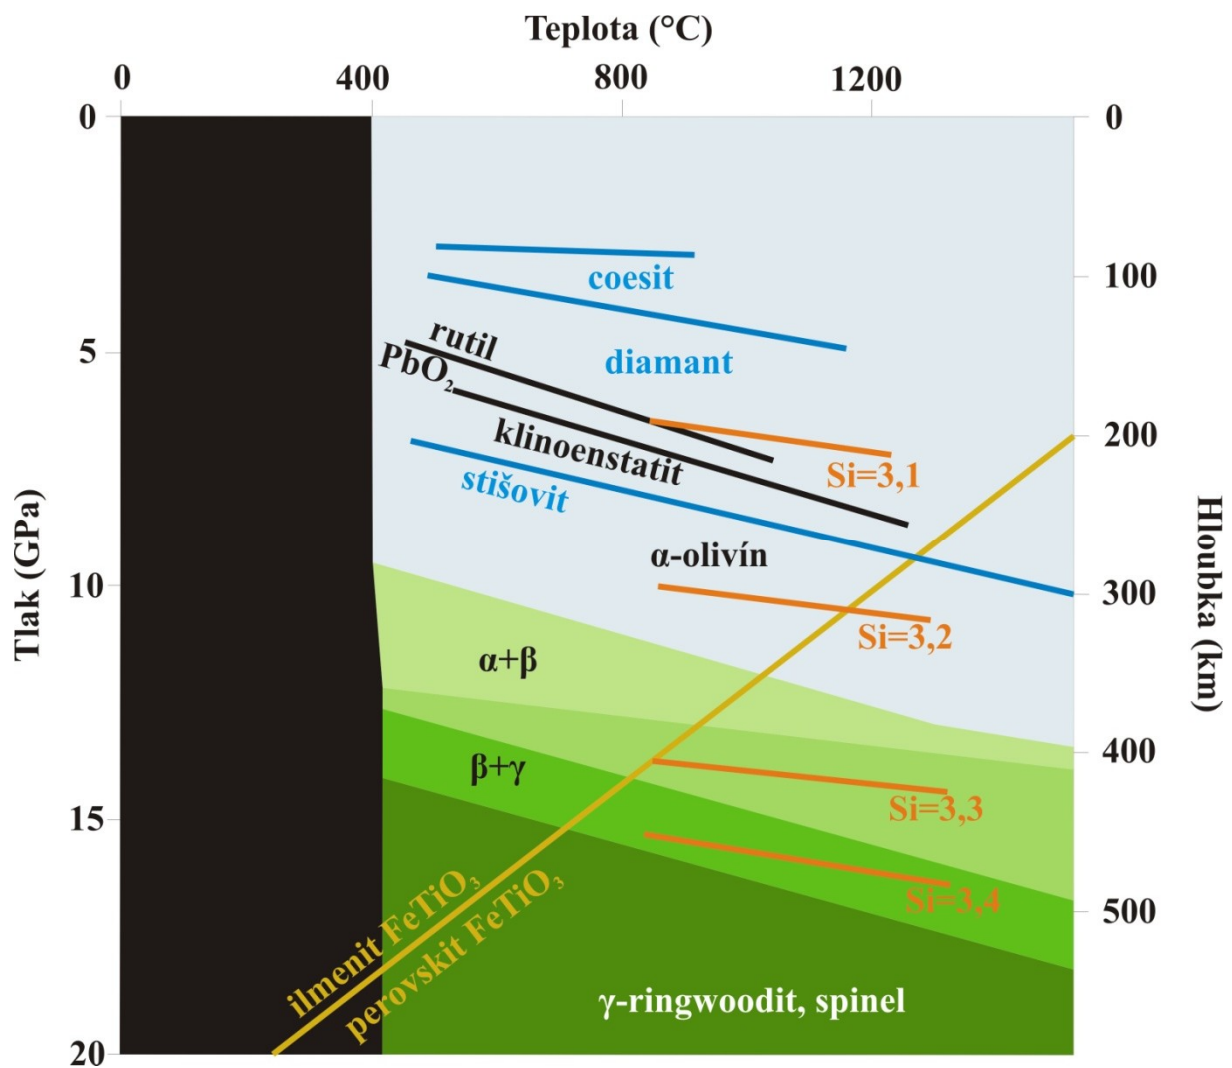 Teplota (°C)
0 400 800 1200
0 0
coesit
100
rutil
5
PbO₂
diamant
klinoenstatit
200
Si=3,1
stišovit
Tlak (GPa)
Hloubka (km)
α-olivín
10
300
Si=3,2
α+β
β+γ
400
Si=3,3
15
Si=3,4
500
ilmenit FeTiO₃
perovskit FeTiO₃
γ-ringwoodit, spinel
20